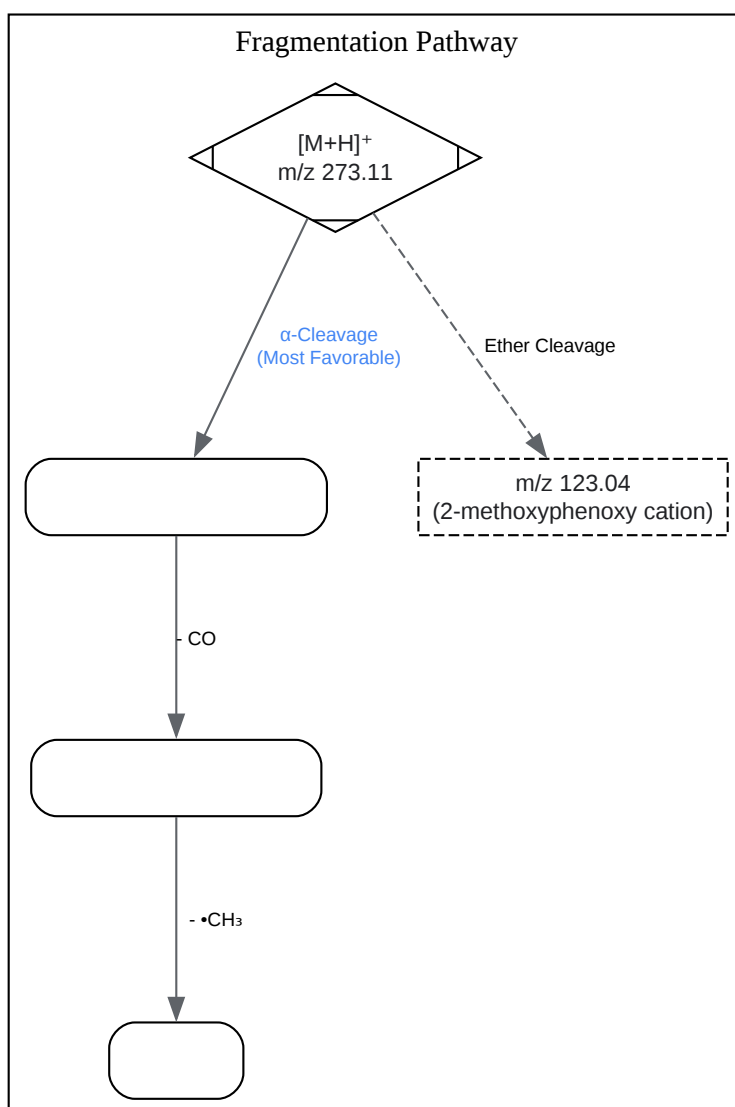 Fragmentation Pathway
[M+H]⁺
m/z 273.11
α-Cleavage
(Most Favorable)
Ether Cleavage
m/z 123.04
(2-methoxyphenoxy cation)
- CO
- •CH₃